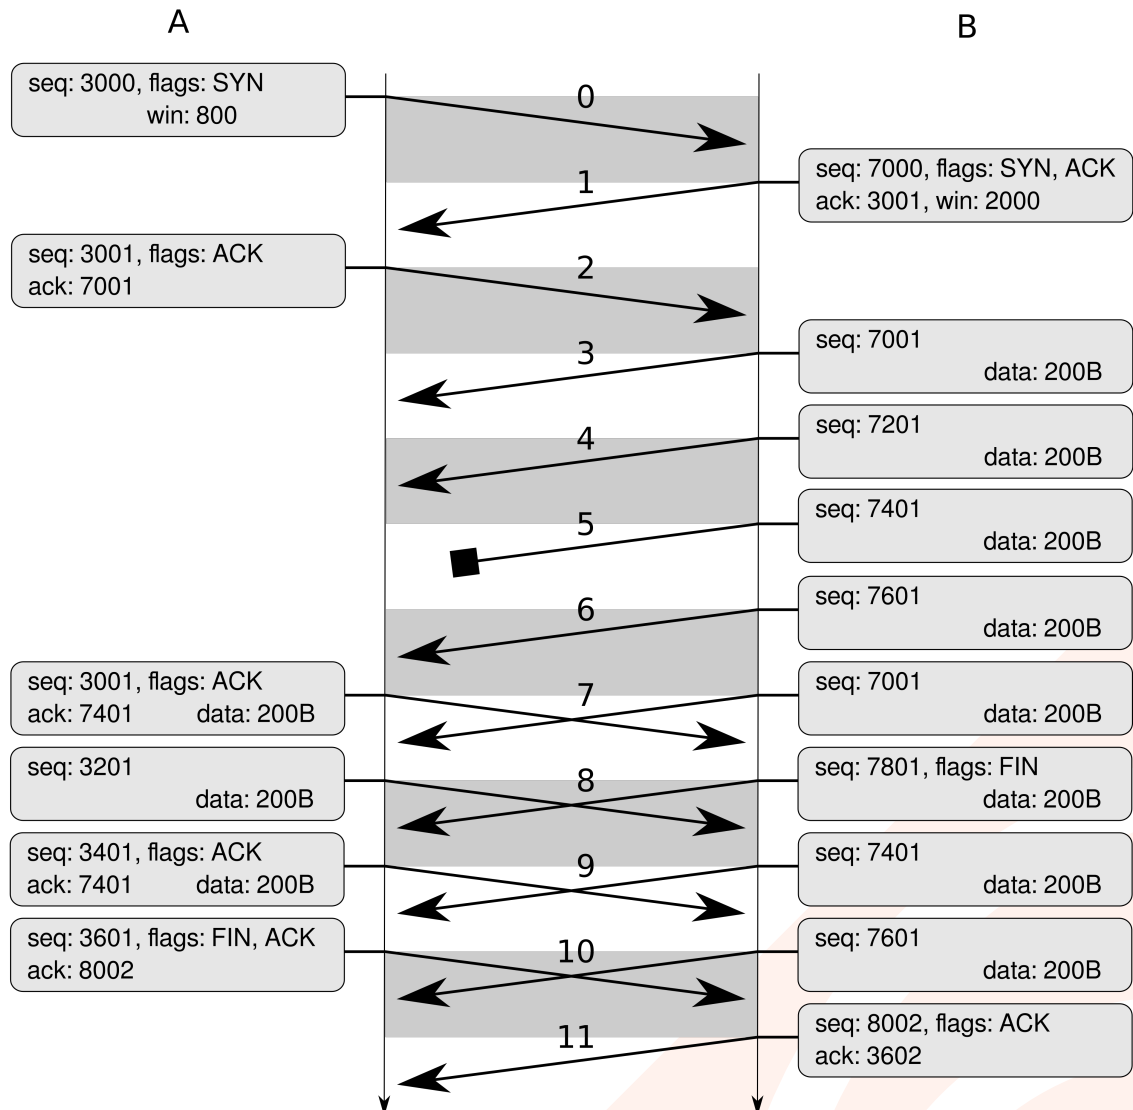 A
B
seq: 3000, flags: SYN
win: 800
0
1
seq: 7000, flags: SYN, ACK
ack: 3001, win: 2000
seq: 3001, flags: ACK
ack: 7001
2
3
seq: 7001
data: 200B
4
seq: 7201
data: 200B
5
seq: 7401
data: 200B
6
seq: 7601
data: 200B
seq: 3001, flags: ACK
ack: 7401 data: 200B
7
seq: 7001
data: 200B
seq: 3201
data: 200B
8
seq: 7801, flags: FIN
data: 200B
seq: 3401, flags: ACK
ack: 7401 data: 200B
9
seq: 7401
data: 200B
seq: 3601, flags: FIN, ACK
ack: 8002
10
seq: 7601
data: 200B
11
seq: 8002, flags: ACK
ack: 3602